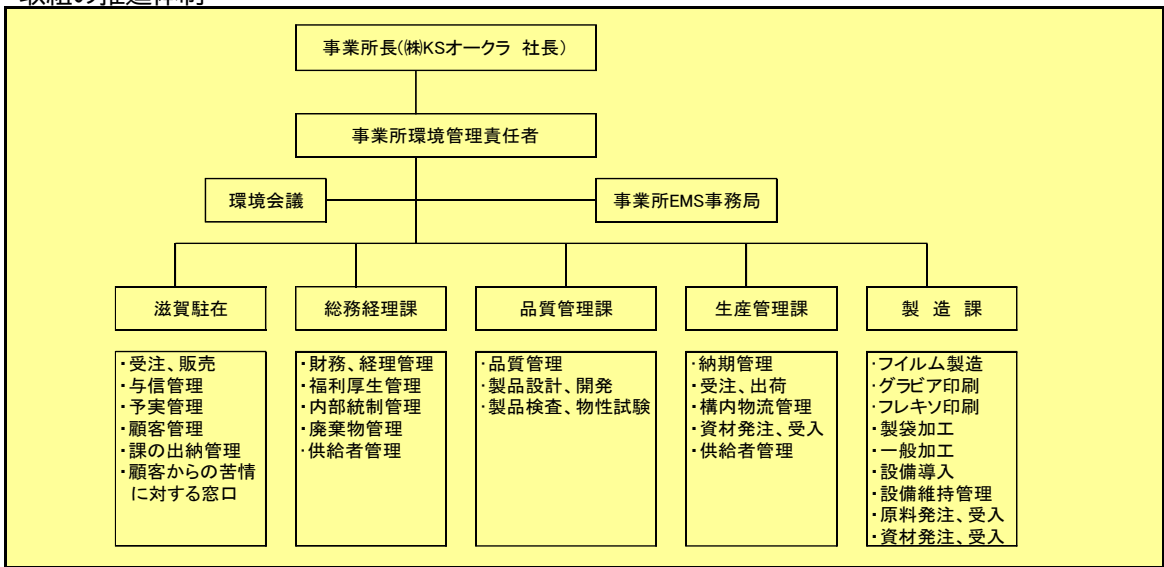 取組の推進体制
事業所長(㈱KSオークラ 社長)
事業所環境管理責任者
環境会議
事業所EMS事務局
滋賀駐在
総務経理課
品質管理課
生産管理課
製 造 課
・受注、販売
・与信管理
・予実管理
・顧客管理
・課の出納管理
・顧客からの苦情
に対する窓口
・財務、経理管理
・福利厚生管理
・内部統制管理
・廃棄物管理
・供給者管理
・品質管理
・製品設計、開発
・製品検査、物性試験
・納期管理
・受注、出荷
・構内物流管理
・資材発注、受入
・供給者管理
・フイルム製造
・グラビア印刷
・フレキソ印刷
・製袋加工
・一般加工
・設備導入
・設備維持管理
・原料発注、受入
・資材発注、受入